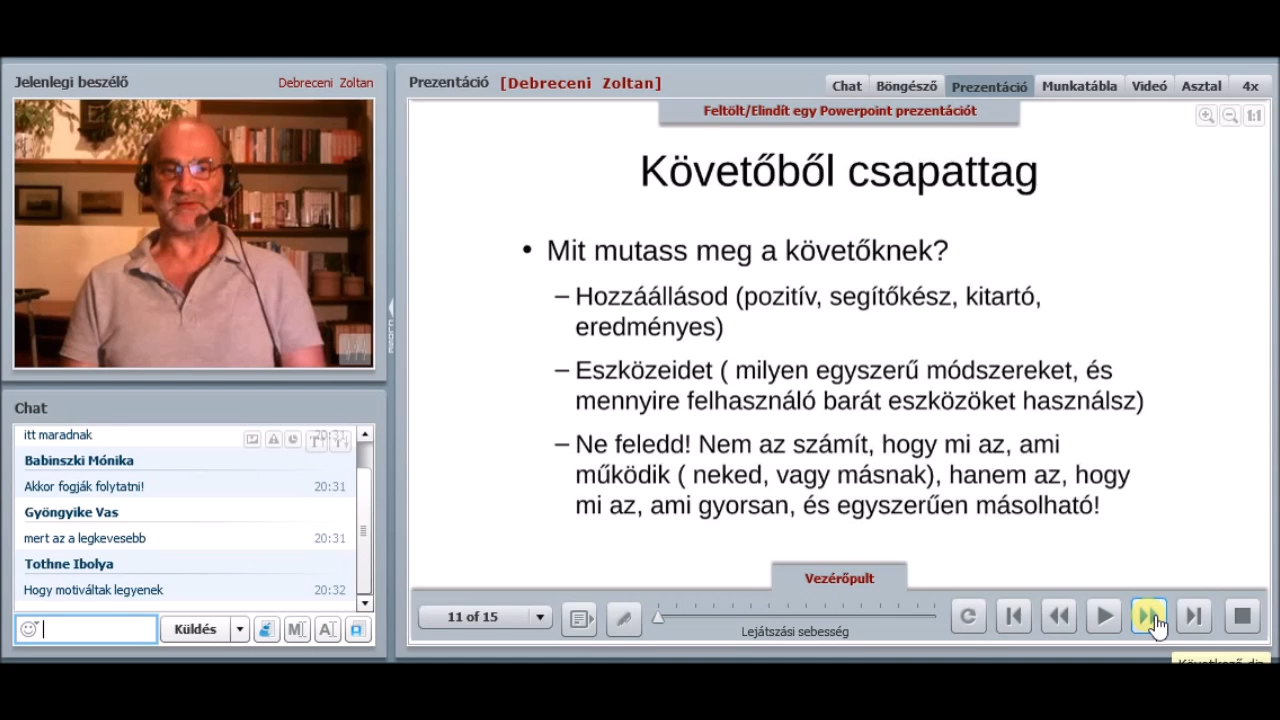 Jelenlegi beszélő
Debreceni Zoltan
Chat
itt maradnak
Babinszki Mónika
Akkor fogják folytatni!
20:31
Gyöngyike Vas
mert az a legkevesebb
20:31
Tothne Ibolya
Hogy motiváltak legyenek
20:32
Küldés
Prezentáció [Debreceni Zoltan]
Chat Böngésző Prezentáció Munkatábla Videó Asztal 4x
Feltölt/Elindít egy Powerpoint prezentációt
1:1
Követőből csapattag
• Mit mutass meg a követőknek?
– Hozzáállásod (pozitív, segítőkész, kitartó,
eredményes)
– Eszközeidet ( milyen egyszerű módszereket, és
mennyire felhasználó barát eszközöket használsz)
– Ne feledd! Nem az számít, hogy mi az, ami
működik ( neked, vagy másnak), hanem az, hogy
mi az, ami gyorsan, és egyszerűen másolható!
Vezérőpult
11 of 15
Lejátszási sebesség